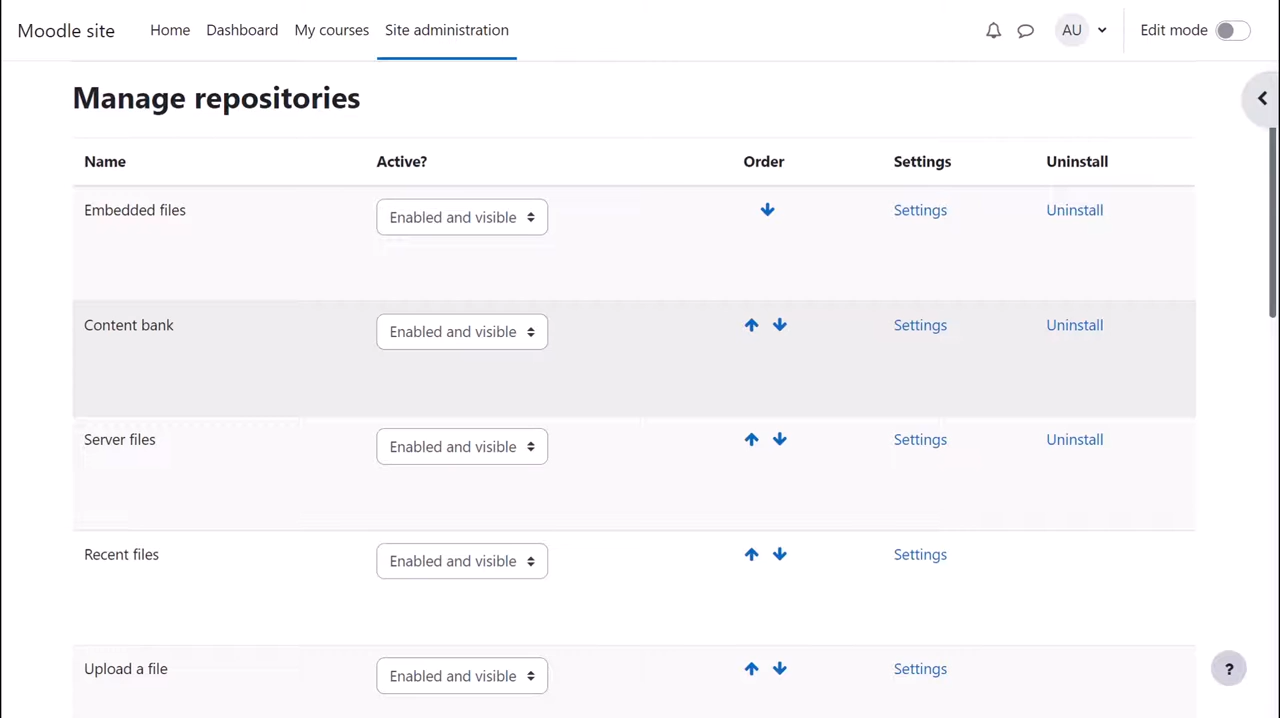 Moodle site Home Dashboard My courses Site administration AU Edit mode
Manage repositories
Name Active? Order Settings Uninstall
Embedded files Enabled and visible Settings Uninstall
Content bank Enabled and visible Settings Uninstall
Server files Enabled and visible Settings Uninstall
Recent files Enabled and visible Settings
Upload a file Enabled and visible Settings
?